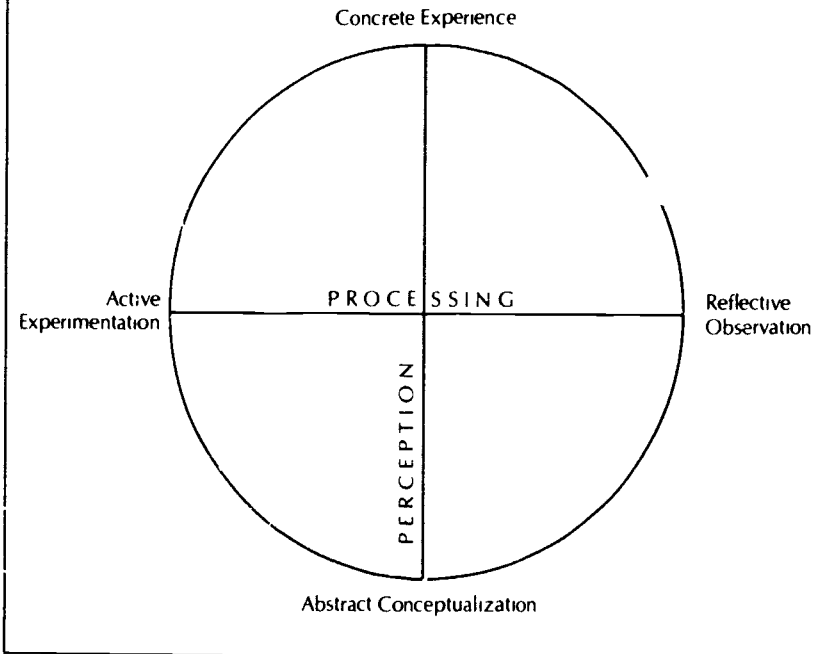 Concrete Experience
PROCESSING
Active
Experimentation
Reflective
Observation
PERCEPTION
Abstract Conceptualization